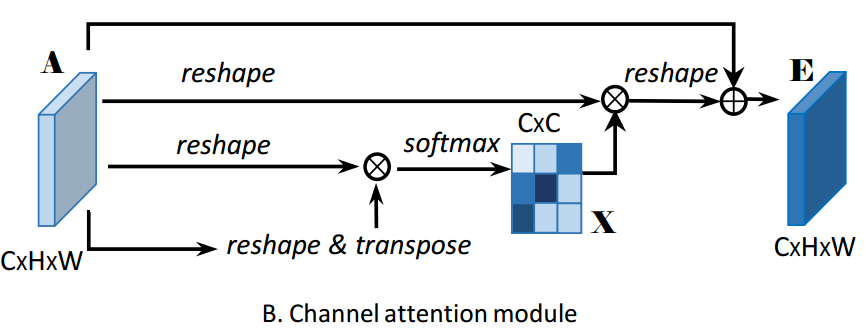 A
reshape
reshape
E
reshape
softmax
CxC
X
CxHxW
reshape & transpose
CxHxW
B. Channel attention module